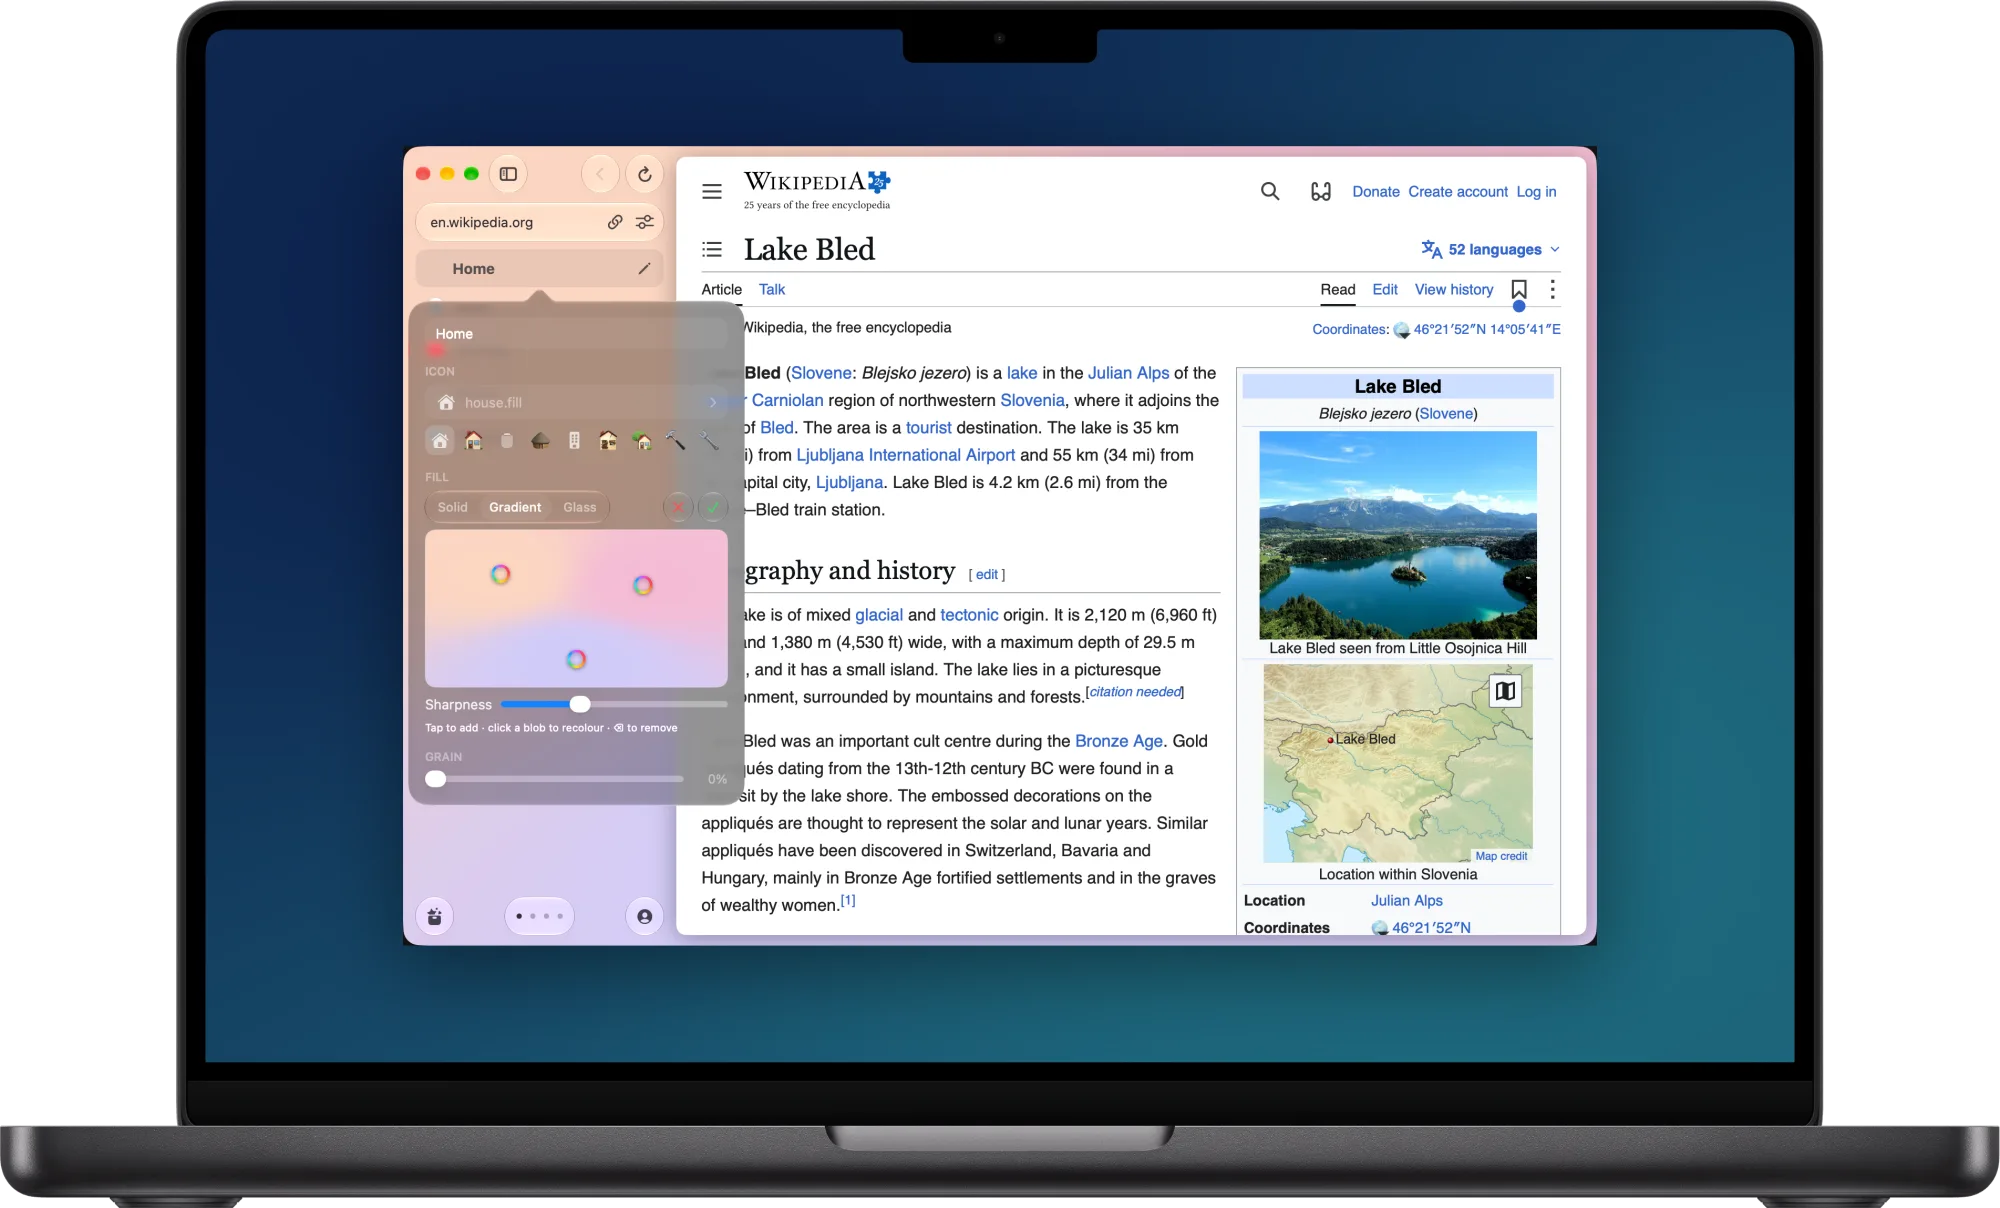 en.wikipedia.org
Home
Home
ICON
house.fill
FILL
Solid Gradient Glass
Sharpness
Tap to add · click a blob to recolour · ⌫ to remove
GRAIN
0%
WIKIPEDIA 25
25 years of the free encyclopedia
Donate Create account Log in
Lake Bled
52 languages
Article Talk
Read Edit View history
Wikipedia, the free encyclopedia
Coordinates: 46°21′52″N 14°05′41″E
Bled (Slovene: Blejsko jezero) is a lake in the Julian Alps of the
Carniolan region of northwestern Slovenia, where it adjoins the
of Bled. The area is a tourist destination. The lake is 35 km
from Ljubljana International Airport and 55 km (34 mi) from
city, Ljubljana. Lake Bled is 4.2 km (2.6 mi) from the
–Bled train station.
graphy and history [ edit ]
ake is of mixed glacial and tectonic origin. It is 2,120 m (6,960 ft)
and 1,380 m (4,530 ft) wide, with a maximum depth of 29.5 m
, and it has a small island. The lake lies in a picturesque
onment, surrounded by mountains and forests.[citation needed]
Bled was an important cult centre during the Bronze Age. Gold
qués dating from the 13th-12th century BC were found in a
sit by the lake shore. The embossed decorations on the
appliqués are thought to represent the solar and lunar years. Similar
appliqués have been discovered in Switzerland, Bavaria and
Hungary, mainly in Bronze Age fortified settlements and in the graves
of wealthy women.[1]
Lake Bled
Blejsko jezero (Slovene)
Lake Bled seen from Little Osojnica Hill
Lake Bled
Map credit
Location within Slovenia
Location Julian Alps
Coordinates 46°21′52″N